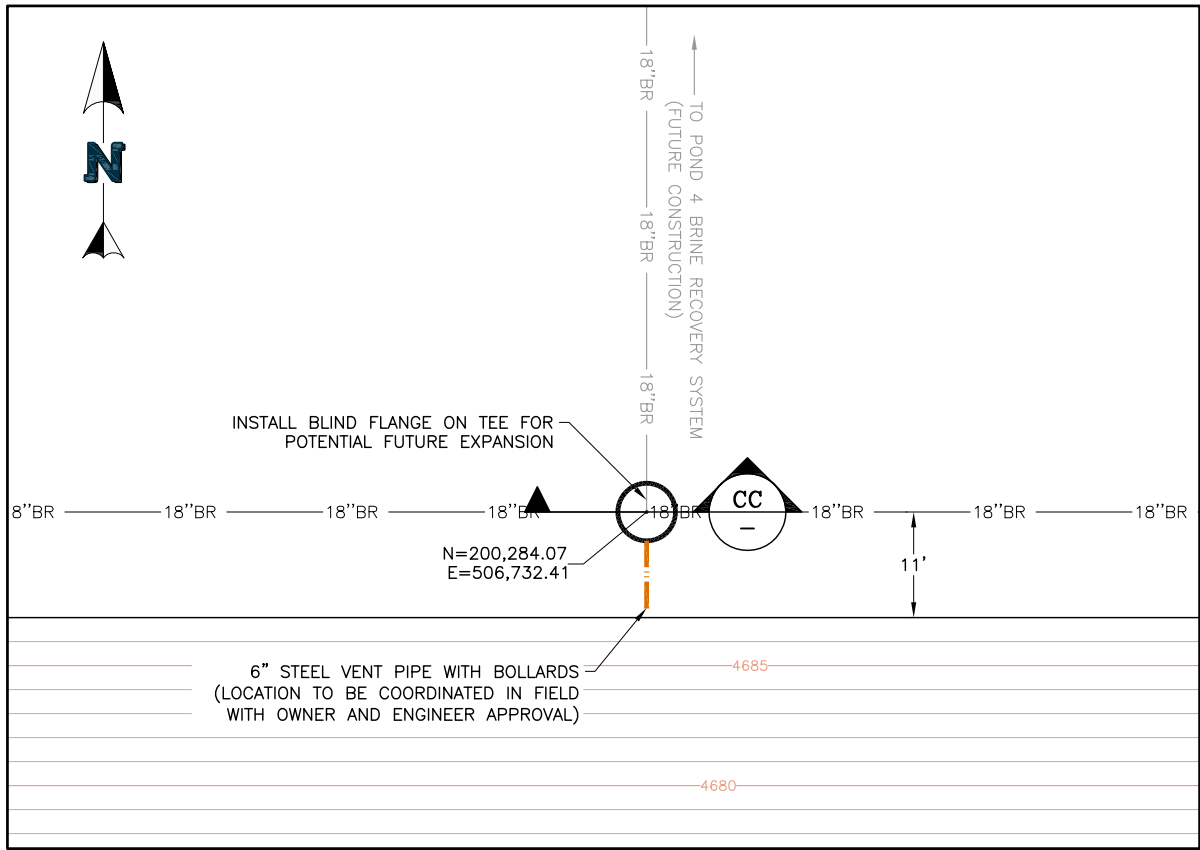 N
18"BR
18"BR
18"BR
TO POND 4 BRINE RECOVERY SYSTEM
(FUTURE CONSTRUCTION)
INSTALL BLIND FLANGE ON TEE FOR
POTENTIAL FUTURE EXPANSION
8"BR
18"BR
18"BR
18"BR
18"BR
CC
–
18"BR
18"BR
18"BR
N=200,284.07
E=506,732.41
11'
6" STEEL VENT PIPE WITH BOLLARDS
(LOCATION TO BE COORDINATED IN FIELD
WITH OWNER AND ENGINEER APPROVAL)
4685
4680